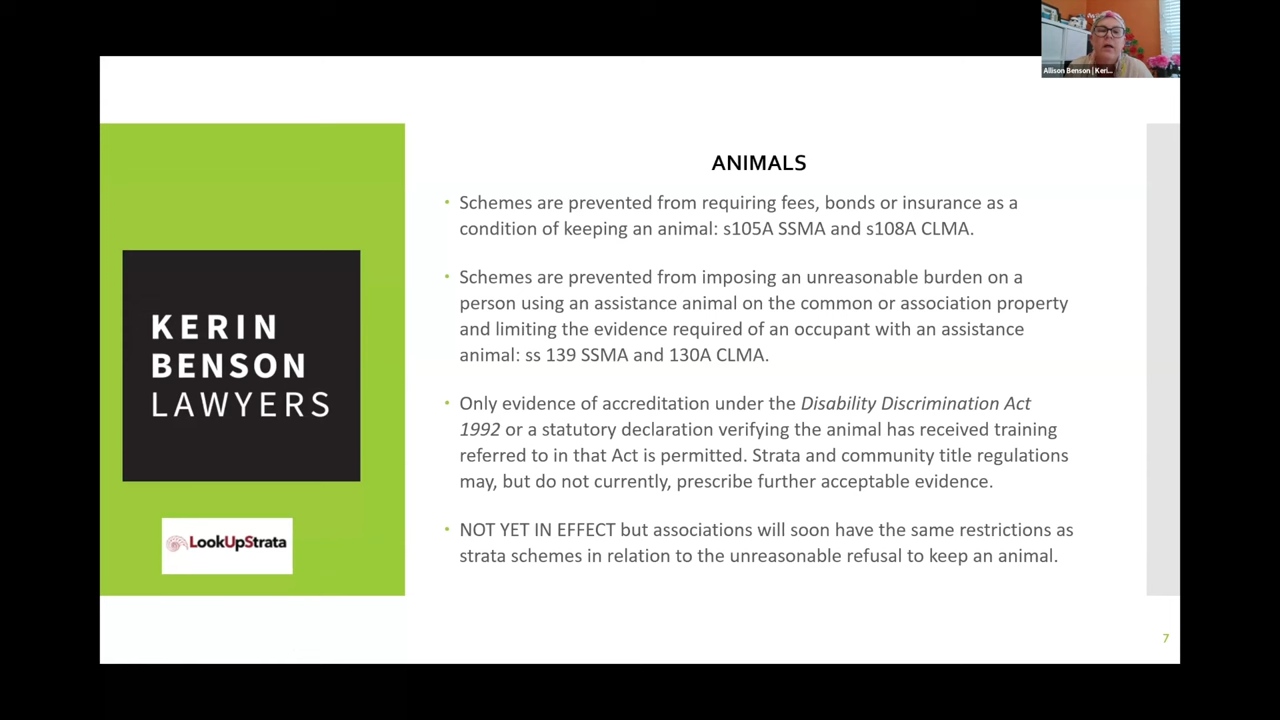 Allison Benson | Keri...
ANIMALS
• Schemes are prevented from requiring fees, bonds or insurance as a
condition of keeping an animal: s105A SSMA and s108A CLMA.
• Schemes are prevented from imposing an unreasonable burden on a
person using an assistance animal on the common or association property
and limiting the evidence required of an occupant with an assistance
animal: ss 139 SSMA and 130A CLMA.
• Only evidence of accreditation under the Disability Discrimination Act
1992 or a statutory declaration verifying the animal has received training
referred to in that Act is permitted. Strata and community title regulations
may, but do not currently, prescribe further acceptable evidence.
• NOT YET IN EFFECT but associations will soon have the same restrictions as
strata schemes in relation to the unreasonable refusal to keep an animal.
KERIN
BENSON
LAWYERS
LookUpStrata
7